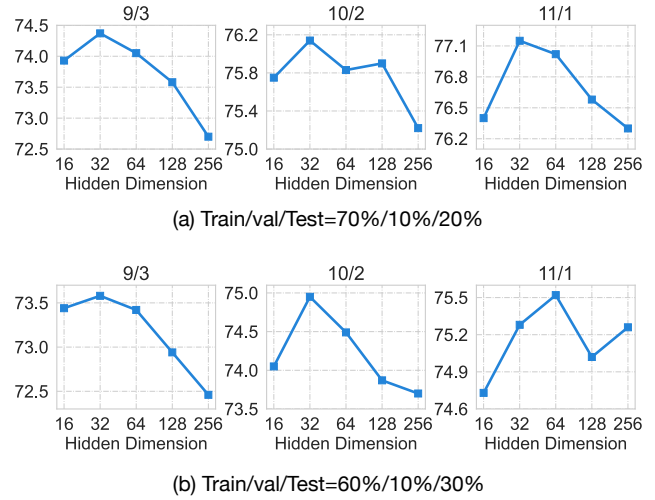 9/3 10/2 11/1
74.5 76.2 77.1
74.0 75.8 76.8
73.5 75.4 76.5
73.0 75.0 76.2
72.5
16 32 64 128 256 16 32 64 128 256 16 32 64 128 256
Hidden Dimension Hidden Dimension Hidden Dimension
(a) Train/val/Test=70%/10%/20%
9/3 10/2 11/1
73.5 75.0 75.5
73.0 74.5 75.2
72.5 74.0 74.9
73.5 74.6
16 32 64 128 256 16 32 64 128 256 16 32 64 128 256
Hidden Dimension Hidden Dimension Hidden Dimension
(b) Train/val/Test=60%/10%/30%